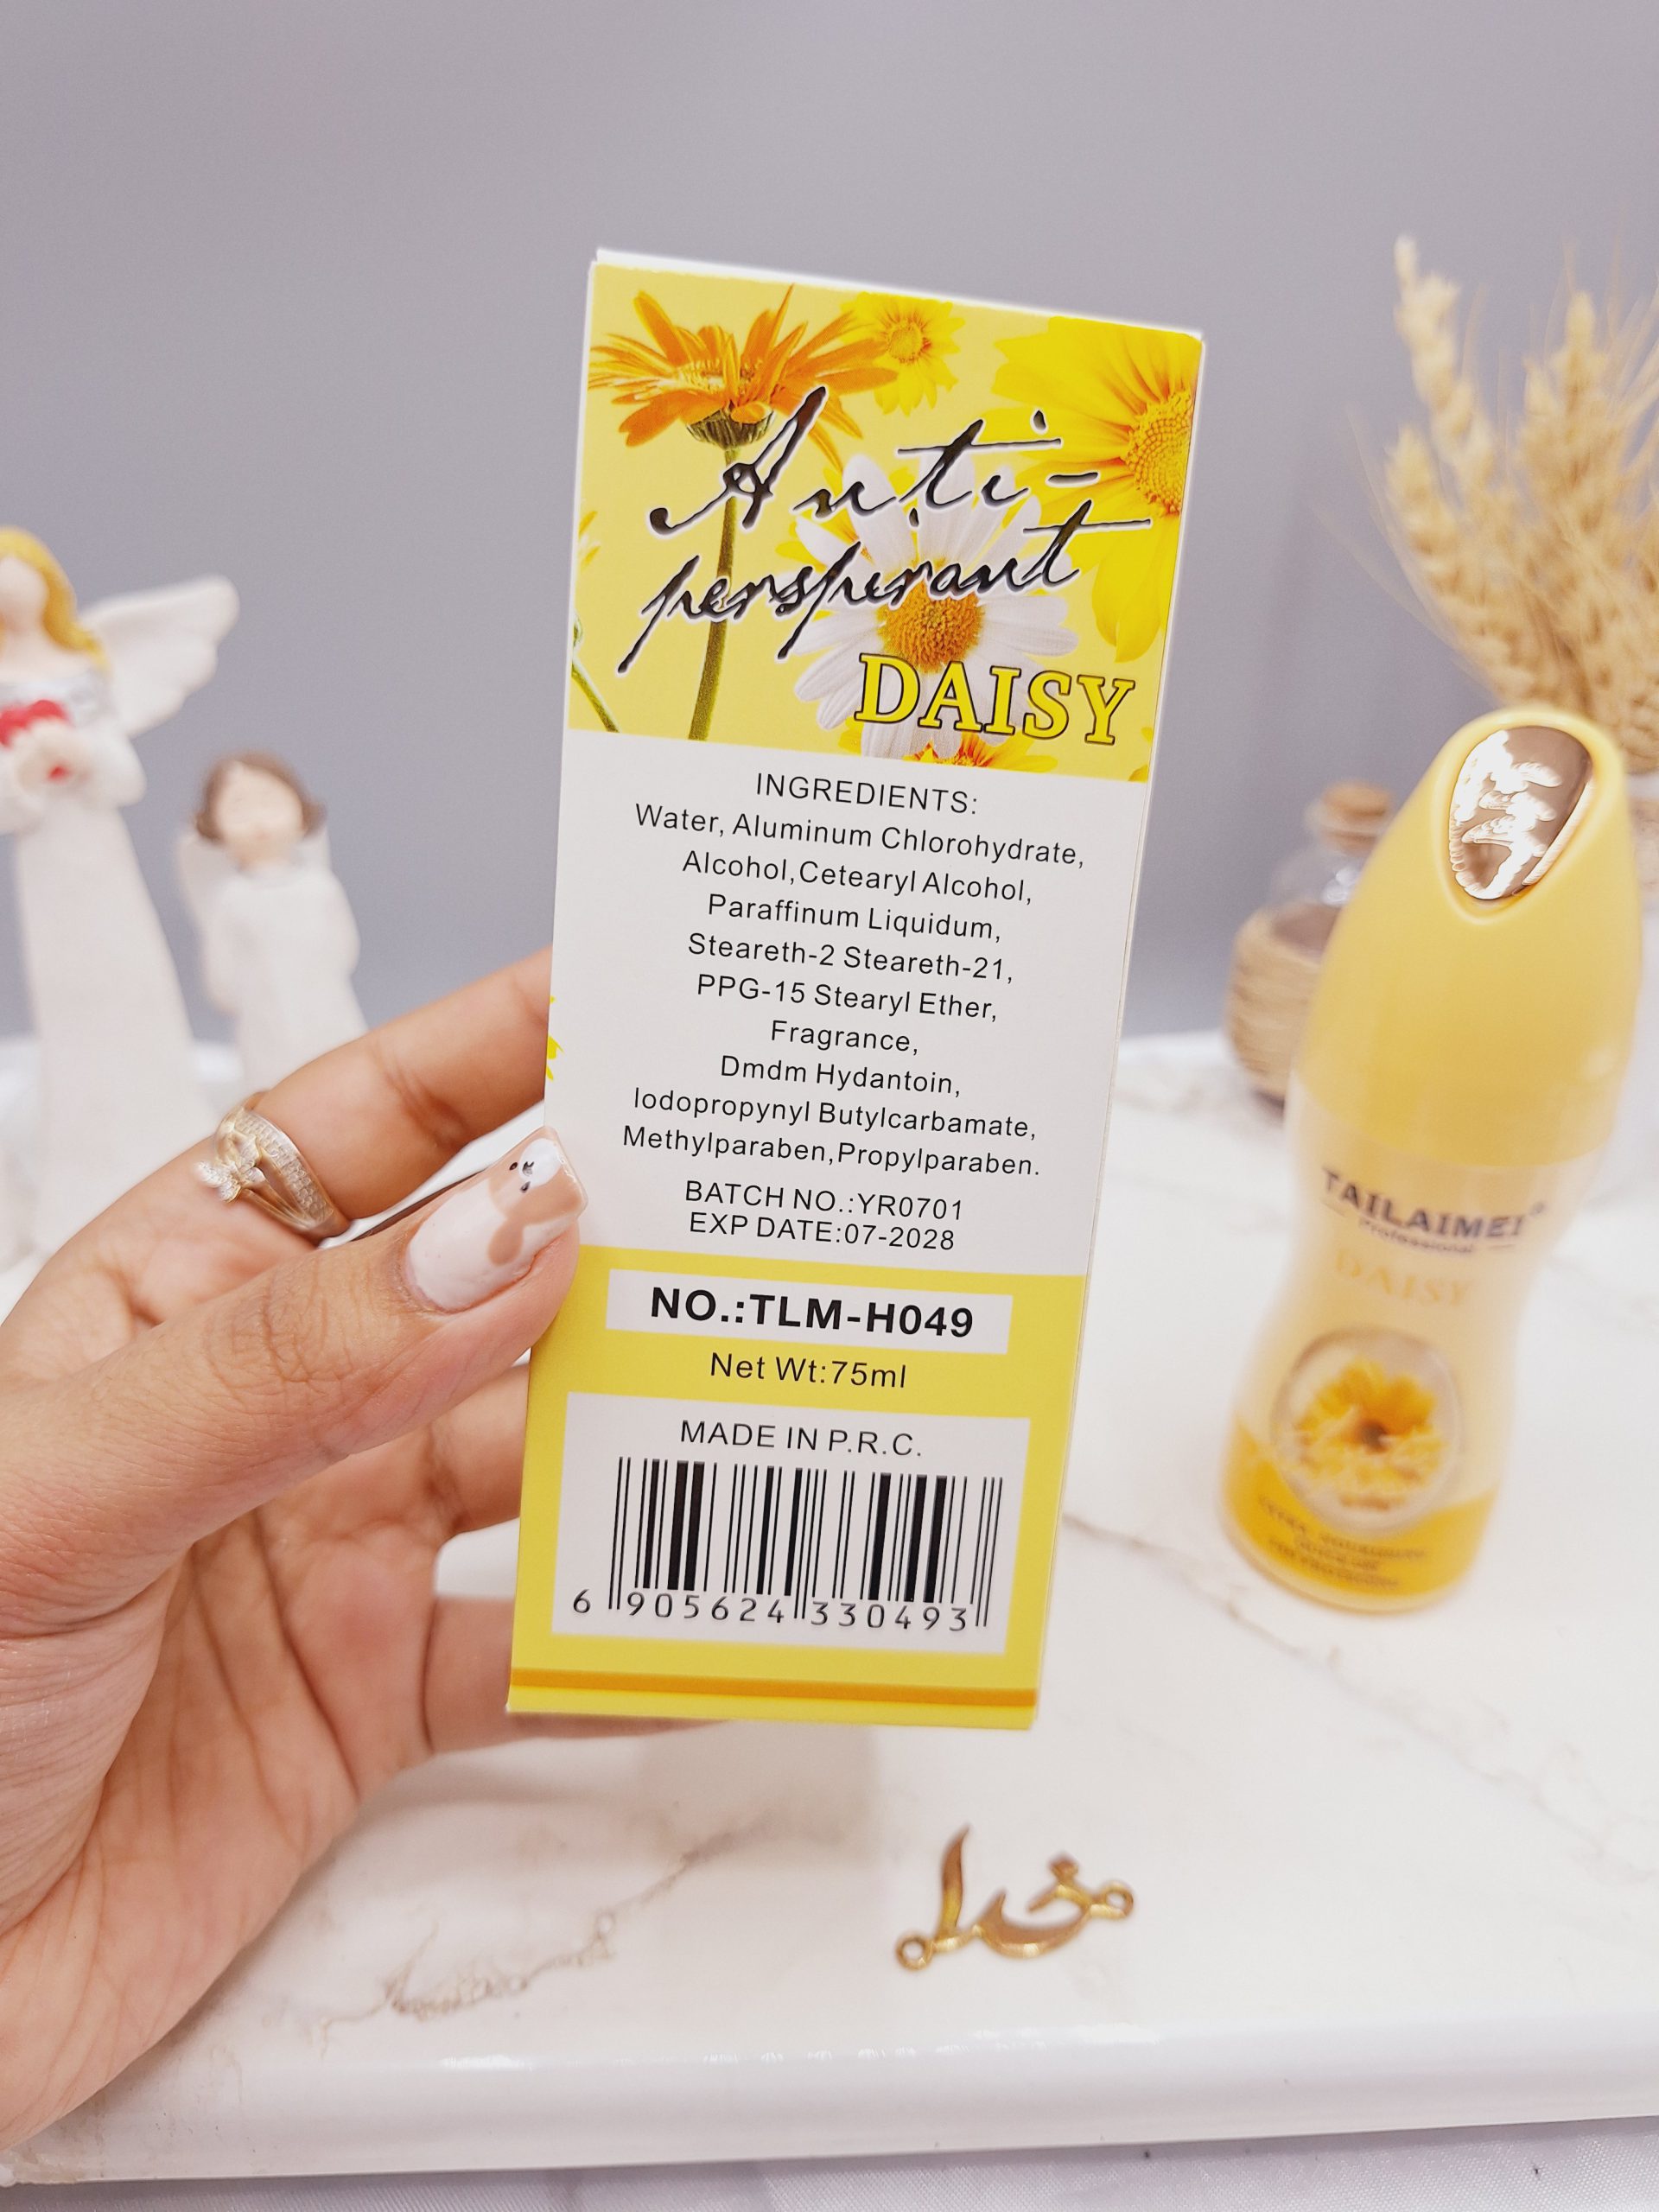 Anti-
perspirant
DAISY
INGREDIENTS:
Water, Aluminum Chlorohydrate,
Alcohol,Cetearyl Alcohol,
Paraffinum Liquidum,
Steareth-2 Steareth-21,
PPG-15 Stearyl Ether,
Fragrance,
Dmdm Hydantoin,
Iodopropynyl Butylcarbamate,
Methylparaben,Propylparaben.
BATCH NO.:YR0701
EXP DATE:07-2028
NO.:TLM-H049
Net Wt:75ml
MADE IN P.R.C.
6 905624 330493
TAILAIMEI®
Professional
DAISY